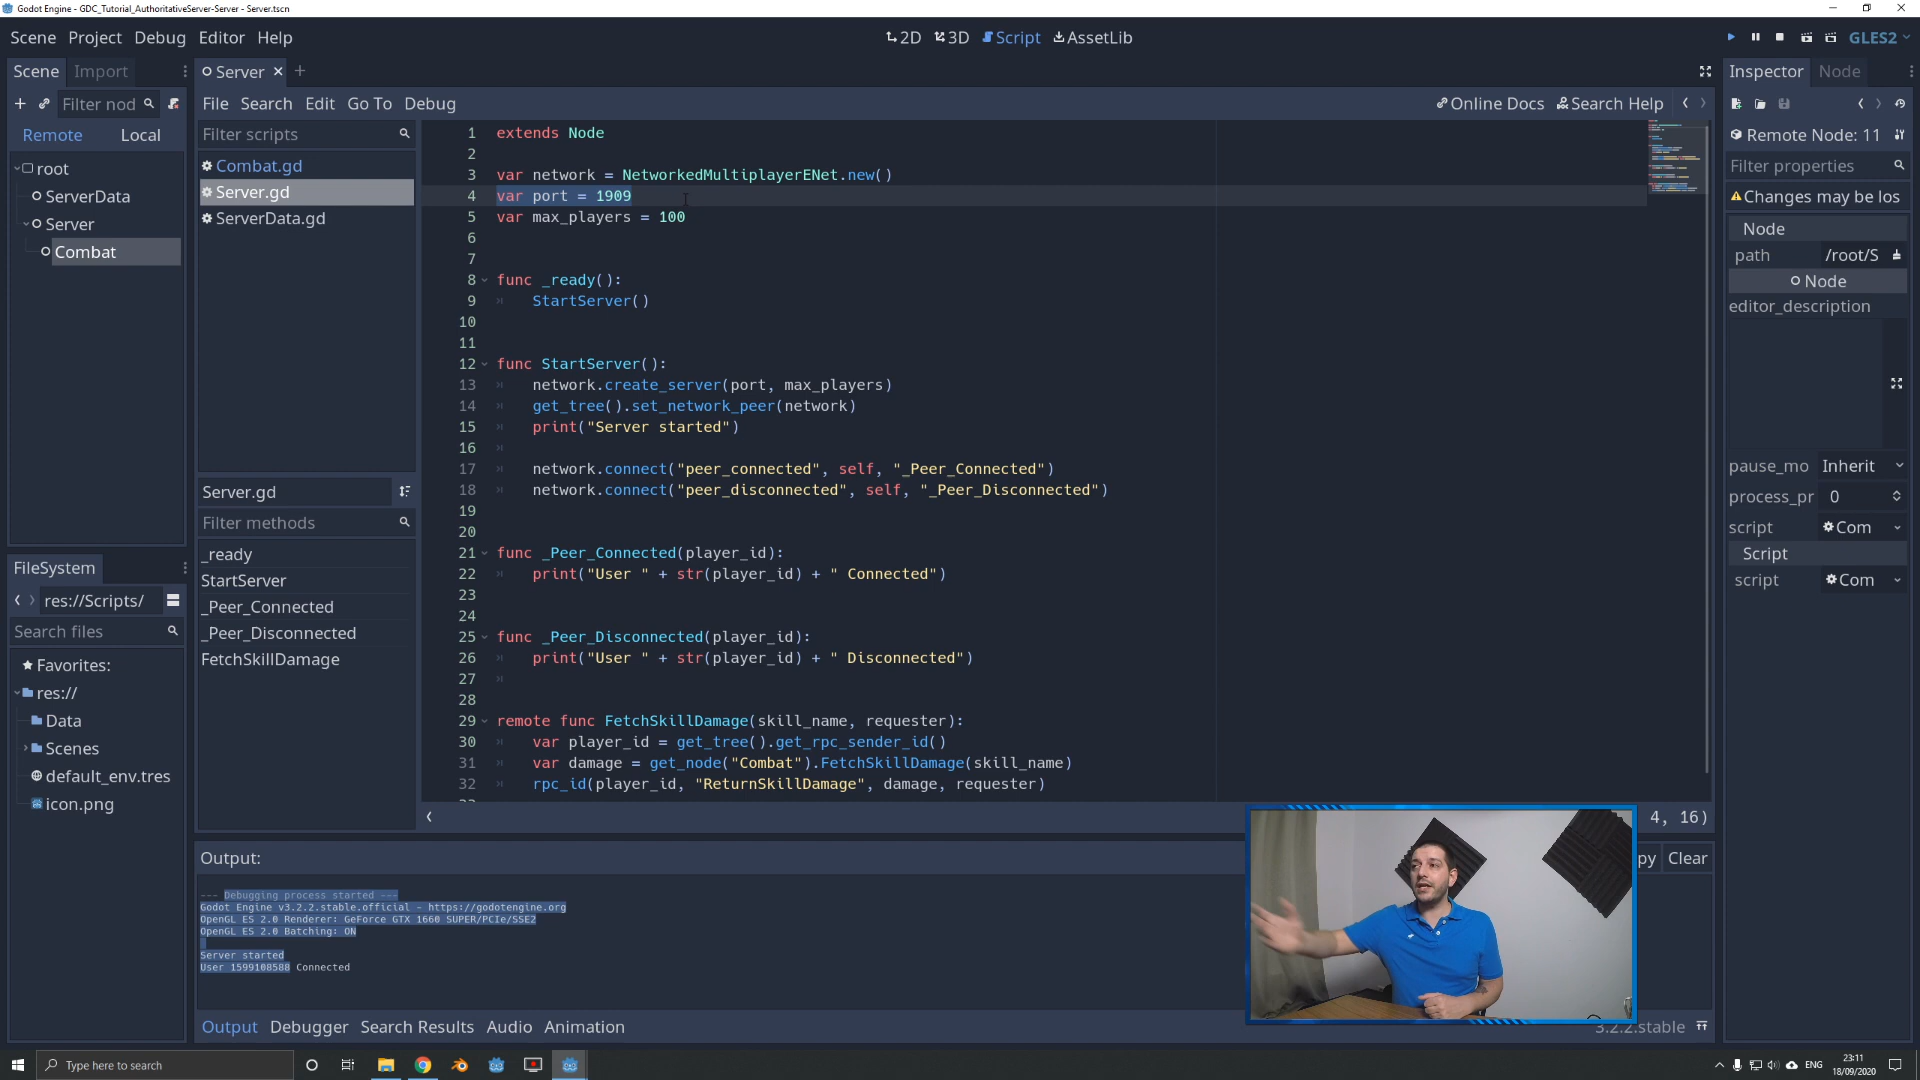 Godot Engine - GDC_Tutorial_AuthoritativeServer-Server - Server.tscn
Scene Project Debug Editor Help
2D 3D Script AssetLib
GLES2
Scene Import
Server
Inspector Node
Filter nod
File Search Edit Go To Debug
Online Docs Search Help
Remote Local
Filter scripts
Remote Node: 11
root
ServerData
Server
Combat
Combat.gd
Server.gd
ServerData.gd
1 extends Node
2
3 var network = NetworkedMultiplayerENet.new()
4 var port = 1909
5 var max_players = 100
6
7
8 func _ready():
9 StartServer()
10
11
12 func StartServer():
13 network.create_server(port, max_players)
14 get_tree().set_network_peer(network)
15 print("Server started")
16
17 network.connect("peer_connected", self, "_Peer_Connected")
18 network.connect("peer_disconnected", self, "_Peer_Disconnected")
19
20
21 func _Peer_Connected(player_id):
22 print("User " + str(player_id) + " Connected")
23
24
25 func _Peer_Disconnected(player_id):
26 print("User " + str(player_id) + " Disconnected")
27
28
29 remote func FetchSkillDamage(skill_name, requester):
30 var player_id = get_tree().get_rpc_sender_id()
31 var damage = get_node("Combat").FetchSkillDamage(skill_name)
32 rpc_id(player_id, "ReturnSkillDamage", damage, requester)
4, 16)
Server.gd
Filter methods
_ready
StartServer
_Peer_Connected
_Peer_Disconnected
FetchSkillDamage
Filter properties
Changes may be los
Node
path /root/S
Node
editor_description
pause_mo Inherit
process_pr 0
script Com
Script
script Com
FileSystem
res://Scripts/
Search files
Favorites:
res://
Data
Scenes
default_env.tres
icon.png
Output:
py Clear
--- Debugging process started ---
Godot Engine v3.2.2.stable.official - https://godotengine.org
OpenGL ES 2.0 Renderer: GeForce GTX 1660 SUPER/PCIe/SSE2
OpenGL ES 2.0 Batching: ON
Server started
User 1599108588 Connected
Output Debugger Search Results Audio Animation
3.2.2.stable
Type here to search
ENG
23:11
18/09/2020